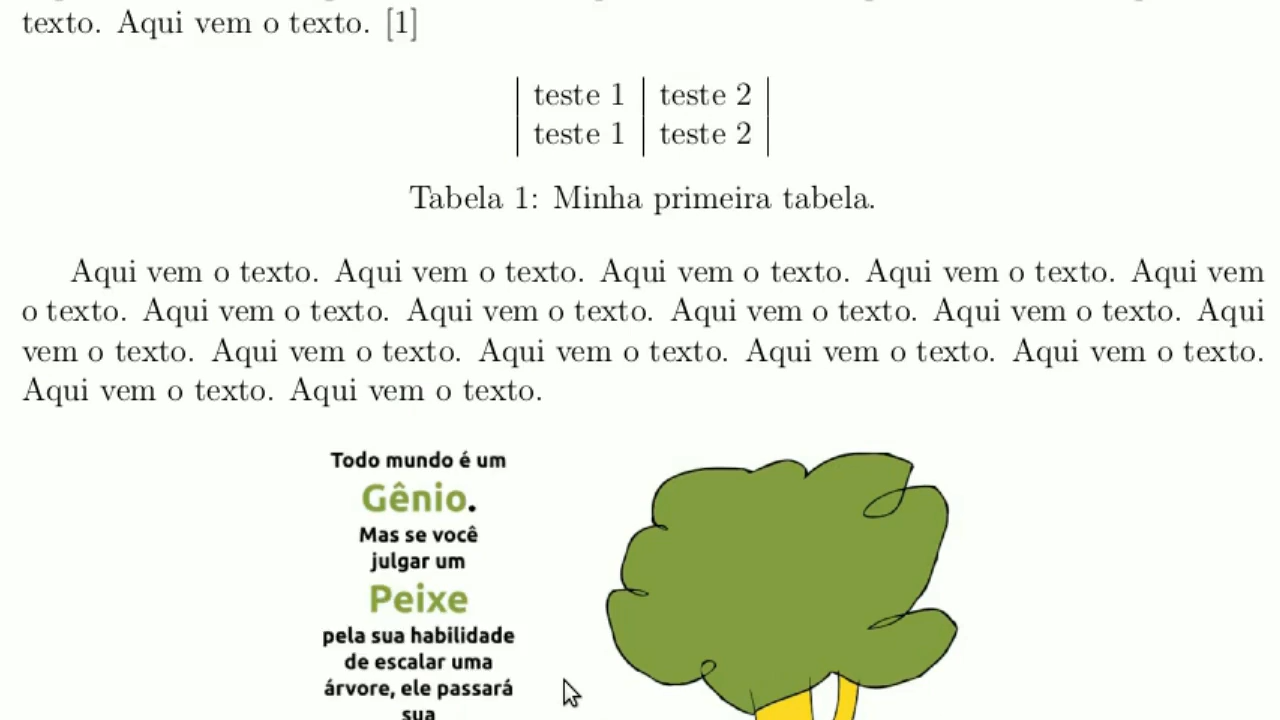 texto. Aqui vem o texto. [1]
teste 1 teste 2
teste 1 teste 2
Tabela 1: Minha primeira tabela.
Aqui vem o texto. Aqui vem o texto. Aqui vem o texto. Aqui vem o texto. Aqui vem
o texto. Aqui vem o texto. Aqui vem o texto. Aqui vem o texto. Aqui vem o texto. Aqui
vem o texto. Aqui vem o texto. Aqui vem o texto. Aqui vem o texto. Aqui vem o texto.
Aqui vem o texto. Aqui vem o texto.
Todo mundo é um
Gênio.
Mas se você
julgar um
Peixe
pela sua habilidade
de escalar uma
árvore, ele passará
sua